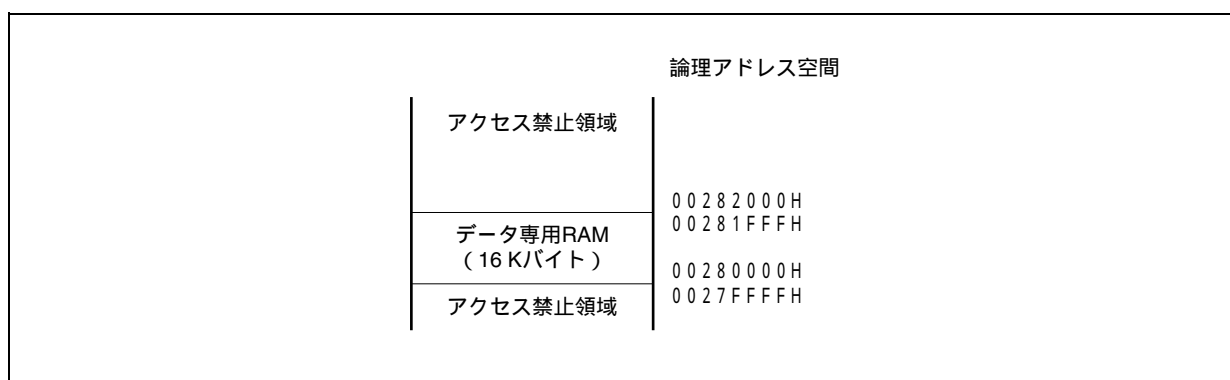 論理アドレス空間
アクセス禁止領域
00282000H
00281FFFH
データ専用RAM
(16 Kバイト)
00280000H
0027FFFFH
アクセス禁止領域